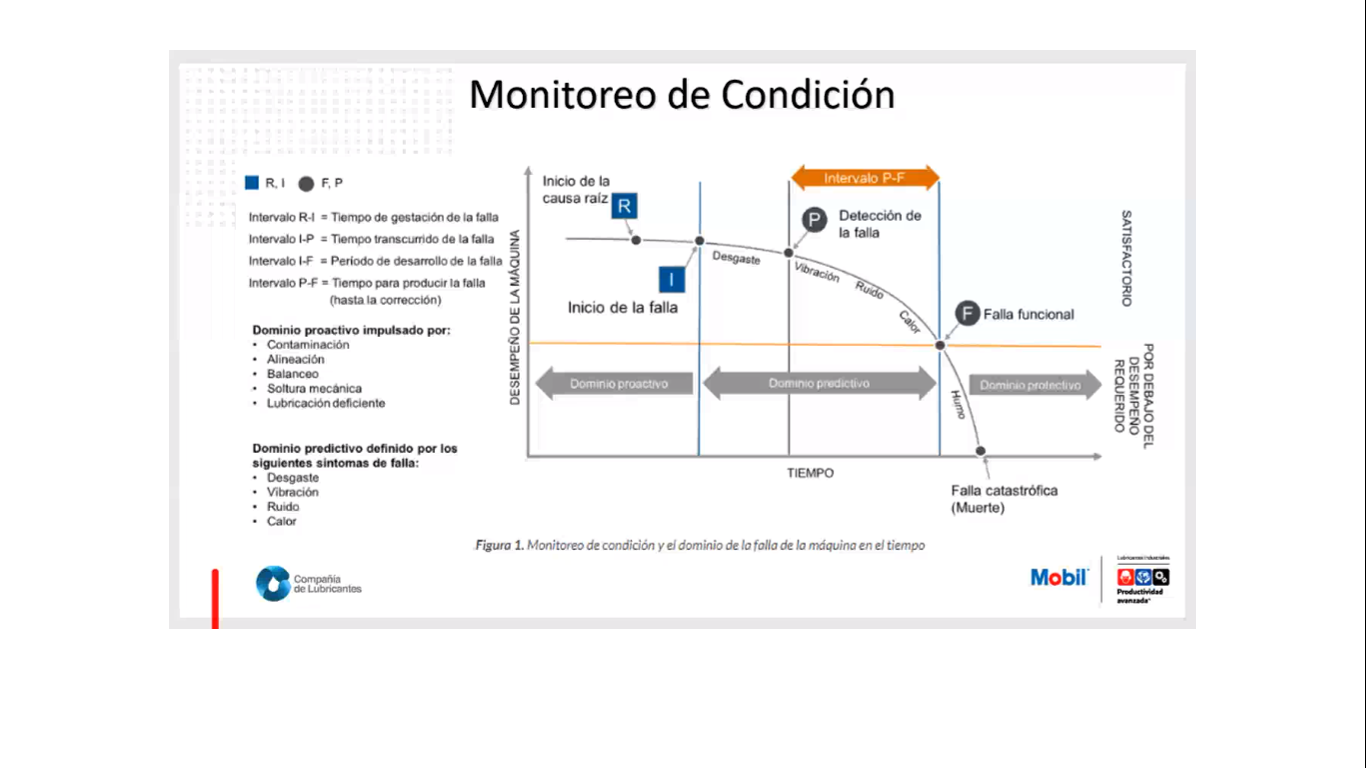 Monitoreo de Condición
R, I
F, P
Intervalo R-I = Tiempo de gestación de la falla
Intervalo I-P = Tiempo transcurrido de la falla
Intervalo I-F = Período de desarrollo de la falla
Intervalo P-F = Tiempo para producir la falla
(hasta la corrección)
Dominio proactivo impulsado por:
• Contaminación
• Alineación
• Balanceo
• Soltura mecánica
• Lubricación deficiente
Dominio predictivo definido por los
siguientes sintomas de falla:
• Desgaste
• Vibración
• Ruido
• Calor
DESEMPEÑO DE LA MÁQUINA
Inicio de la
causa raíz
R
I
Inicio de la falla
Intervalo P-F
P
Detección de
la falla
Desgaste
Vibración
Ruido
Calor
F
Falla funcional
Dominio proactivo
Dominio predictivo
Dominio protectivo
Humo
SATISFACTORIO
POR DEBAJO DEL
DESEMPEÑO
REQUERIDO
TIEMPO
Falla catastrófica
(Muerte)
Figura 1. Monitoreo de condición y el dominio de la falla de la máquina en el tiempo
Compañía
de Lubricantes
Mobil
Lubricantes Industriales
Productividad
avanzada